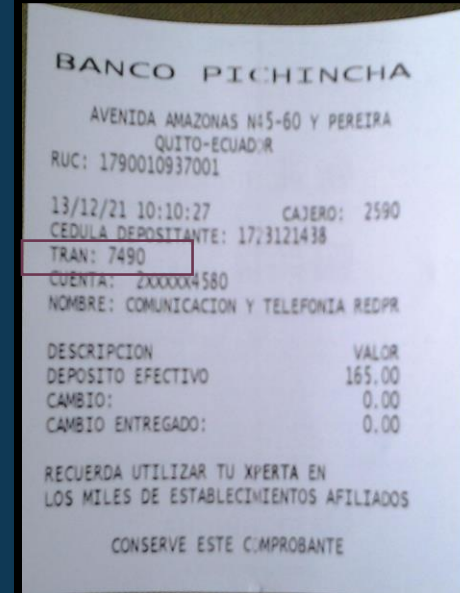 BANCO PICHINCHA
AVENIDA AMAZONAS N45-60 Y PEREIRA
QUITO-ECUADOR
RUC: 1790010937001
13/12/21 10:10:27 CAJERO: 2590
CEDULA DEPOSITANTE: 1723121438
TRAN: 7490
CUENTA: 2XXXXX4580
NOMBRE: COMUNICACION Y TELEFONIA REDPR
DESCRIPCION VALOR
DEPOSITO EFECTIVO 165.00
CAMBIO: 0.00
CAMBIO ENTREGADO: 0.00
RECUERDA UTILIZAR TU XPERTA EN
LOS MILES DE ESTABLECIMIENTOS AFILIADOS
CONSERVE ESTE COMPROBANTE